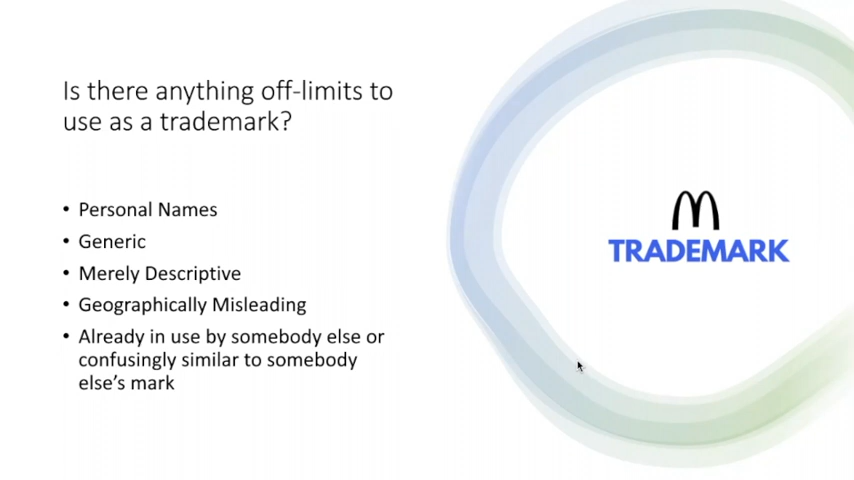 Is there anything off-limits to
use as a trademark?
• Personal Names
• Generic
• Merely Descriptive
• Geographically Misleading
• Already in use by somebody else or
confusingly similar to somebody
else’s mark
TRADEMARK